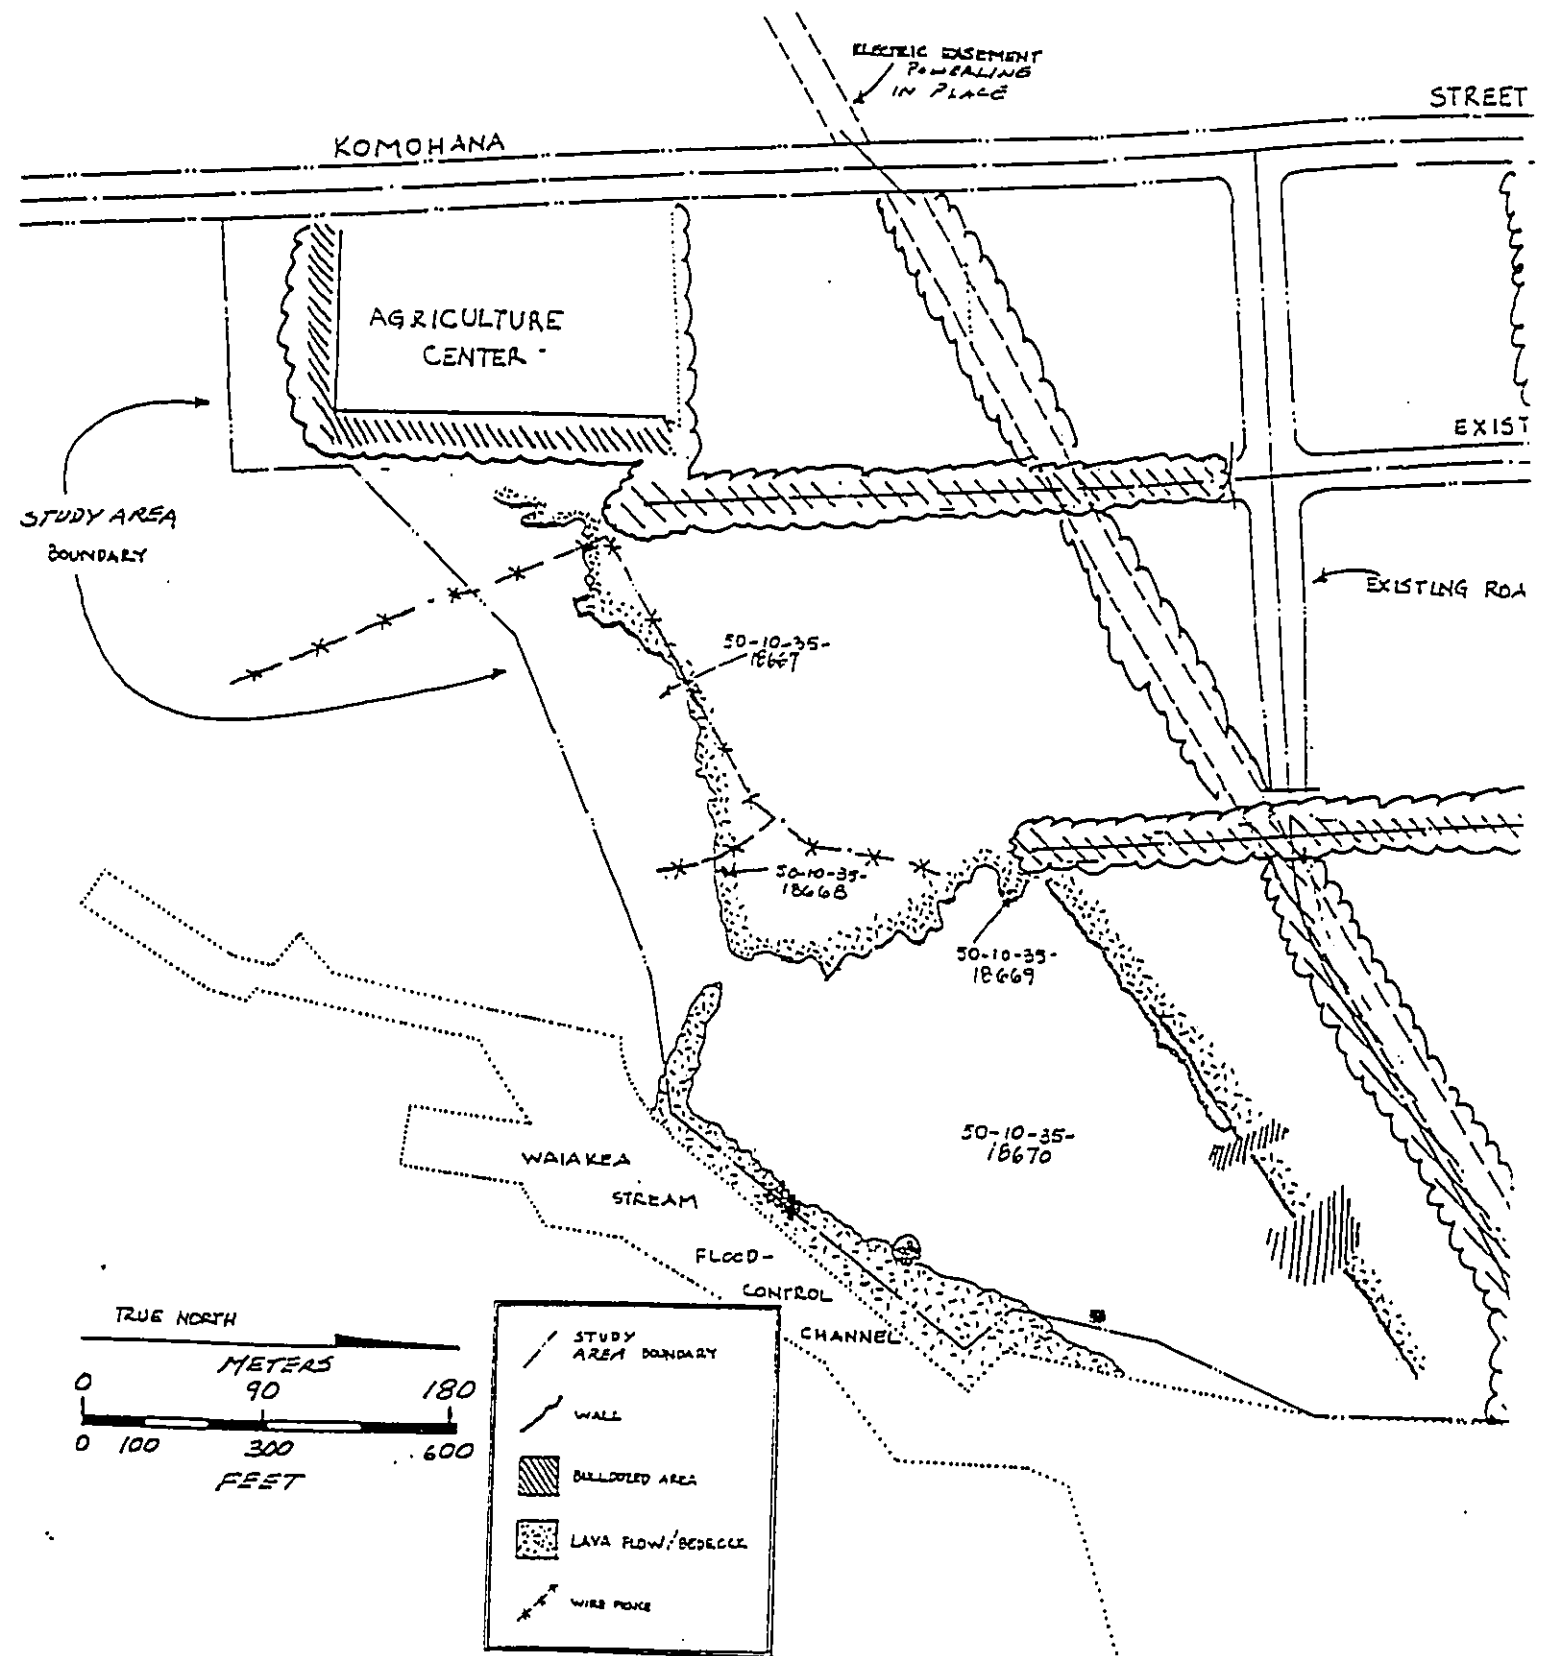 ELECTRIC EASEMENT
POWERLINE
IN PLACE
STREET
KOMOHANA
AGRICULTURE
CENTER
EXIST
STUDY AREA
BOUNDARY
EXISTING ROA
50-10-35-
18667
50-10-35-
18668
50-10-35-
18669
50-10-35-
18670
WAIAKEA
STREAM
FLOOD-
CONTROL
CHANNEL
TRUE NORTH
METERS
0 90 180
0 100 300 600
FEET
STUDY
AREA BOUNDARY
WALL
BULLDOZED AREA
LAVA FLOW/BEDROCK
WIRE FENCE